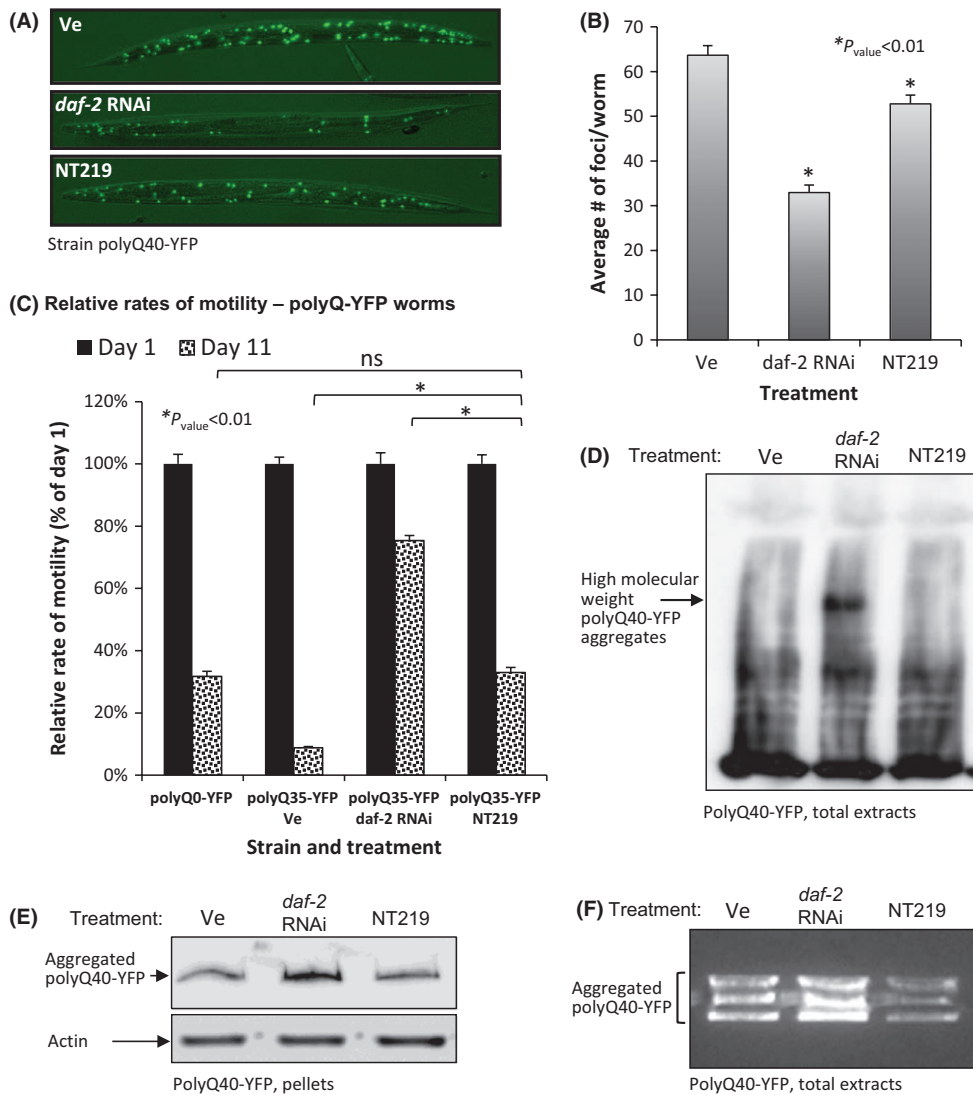 (A)
Ve
daf-2 RNAi
NT219
Strain polyQ40-YFP
(B)
*Pvalue<0.01
Average # of foci/worm
70
60
50
40
30
20
10
0
*
*
Ve
daf-2 RNAi
NT219
Treatment
(C) Relative rates of motility – polyQ-YFP worms
Day 1
Day 11
ns
*
*
*Pvalue<0.01
Relative rate of motility (% of day 1)
120%
100%
80%
60%
40%
20%
0%
polyQ0-YFP
polyQ35-YFP
Ve
polyQ35-YFP
daf-2 RNAi
polyQ35-YFP
NT219
Strain and treatment
(D) Treatment:
Ve
daf-2
RNAi
NT219
High molecular
weight
polyQ40-YFP
aggregates
PolyQ40-YFP, total extracts
(E) Treatment:
Ve
daf-2
RNAi
NT219
Aggregated
polyQ40-YFP
Actin
PolyQ40-YFP, pellets
(F) Treatment:
Ve
daf-2
RNAi
NT219
Aggregated
polyQ40-YFP
PolyQ40-YFP, total extracts